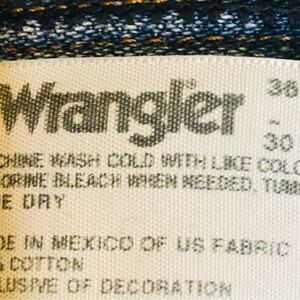 Wrangler® 36
-
30
CHINE WASH COLD WITH LIKE COLO
ORINE BLEACH WHEN NEEDED, TUM
E DRY
DE IN MEXICO OF US FABRIC
% COTTON
LUSIVE OF DECORATION